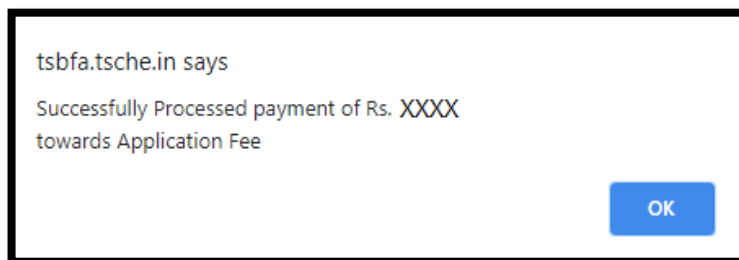 tsbfa.tsche.in says
Successfully Processed payment of Rs. XXXX
towards Application Fee
OK